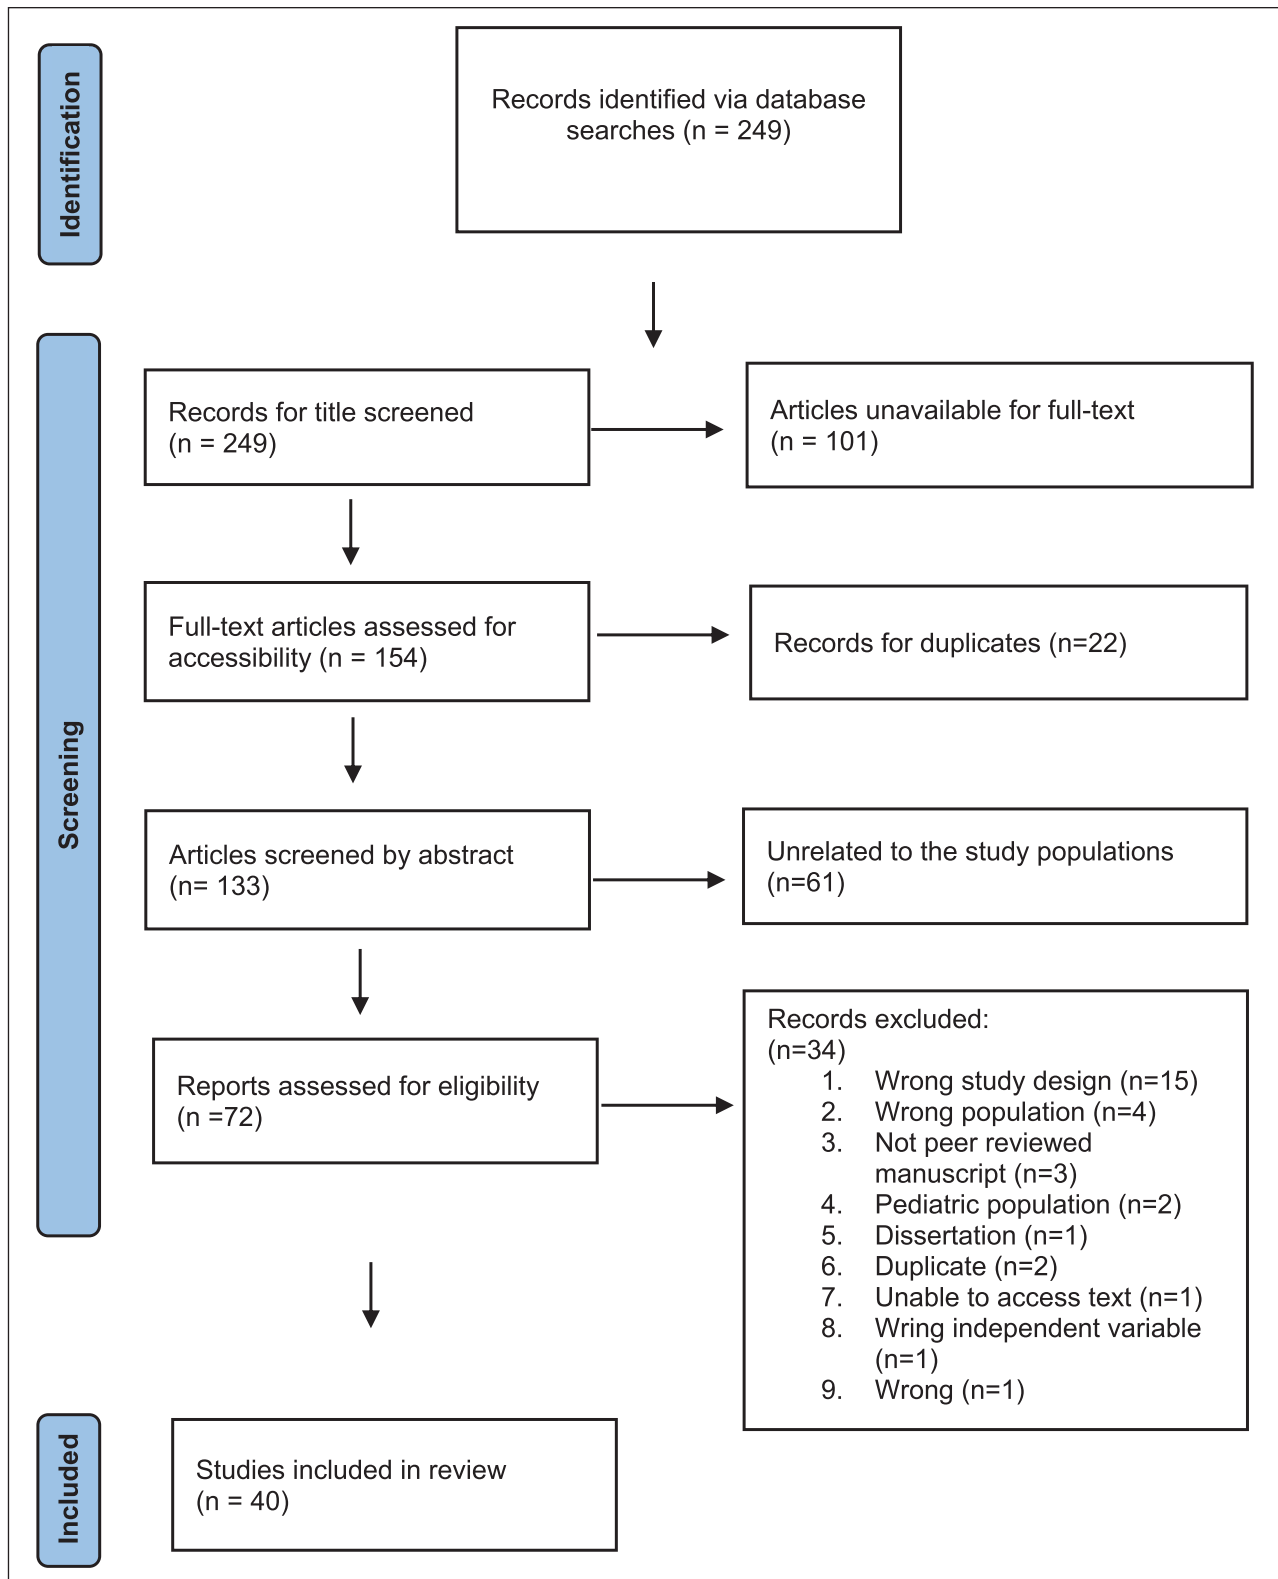 Identification
Records identified via database
searches (n = 249)
Screening
Records for title screened
(n = 249)
Articles unavailable for full-text
(n = 101)
Full-text articles assessed for
accessibility (n = 154)
Records for duplicates (n=22)
Articles screened by abstract
(n= 133)
Unrelated to the study populations
(n=61)
Reports assessed for eligibility
(n =72)
Records excluded:
(n=34)
1. Wrong study design (n=15)
2. Wrong population (n=4)
3. Not peer reviewed
manuscript (n=3)
4. Pediatric population (n=2)
5. Dissertation (n=1)
6. Duplicate (n=2)
7. Unable to access text (n=1)
8. Wring independent variable
(n=1)
9. Wrong (n=1)
Included
Studies included in review
(n = 40)